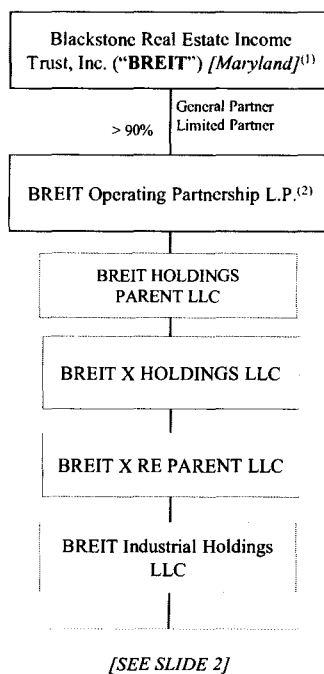 Blackstone Real Estate Income
Trust, Inc. (“BREIT”) [Maryland](1)
General Partner
Limited Partner
> 90%
BREIT Operating Partnership L.P.(2)
BREIT HOLDINGS
PARENT LLC
BREIT X HOLDINGS LLC
BREIT X RE PARENT LLC
BREIT Industrial Holdings
LLC
[SEE SLIDE 2]